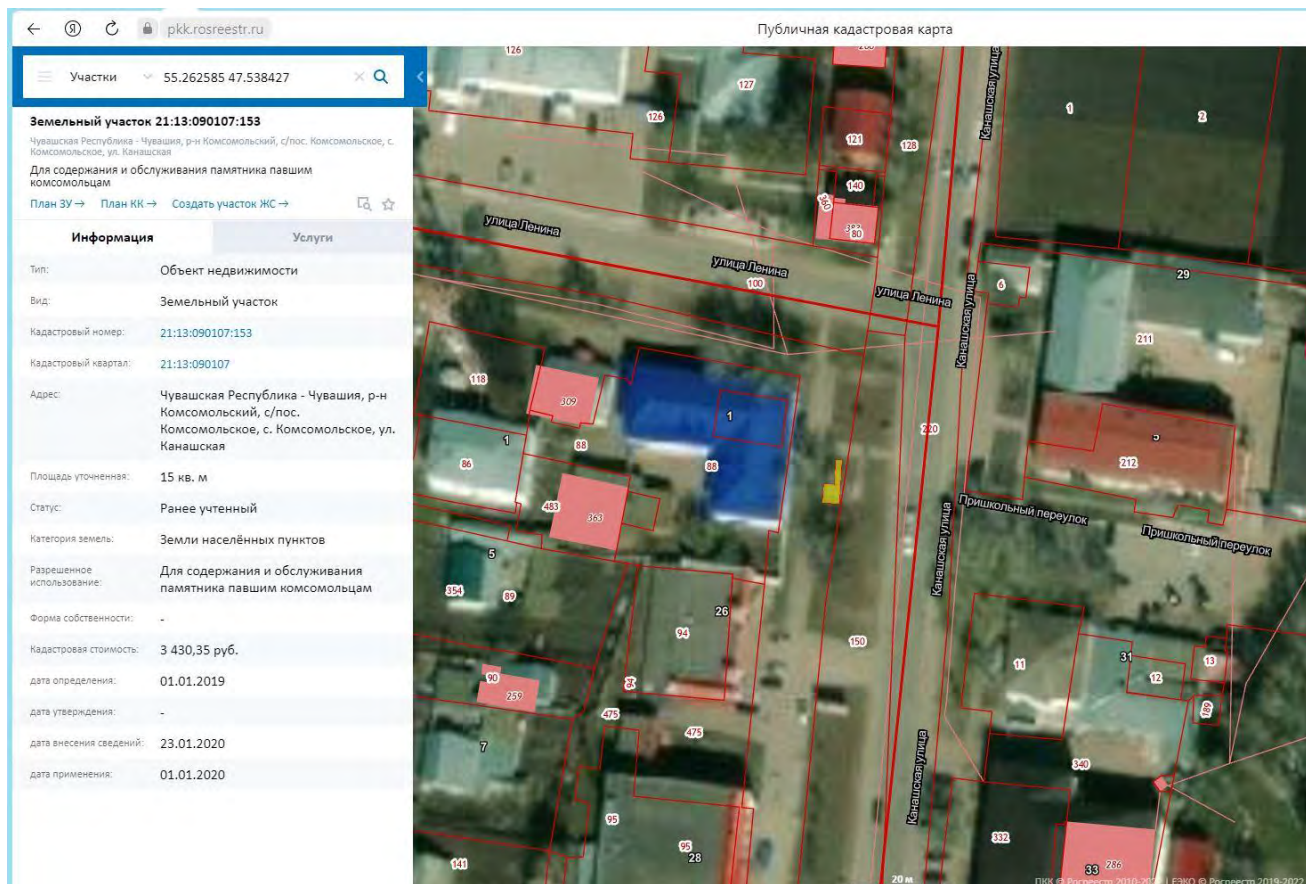 pkk.rosreestr.ru
Публичная кадастровая карта
Участки
55.262585 47.538427
Земельный участок 21:13:090107:153
Чувашская Республика - Чувашия, р-н Комсомольский, с/пос. Комсомольское, с.
Комсомольское, ул. Канашская
Для содержания и обслуживания памятника павшим
комсомольцам
План ЗУ → План КК → Создать участок ЖС →
Информация Услуги
Тип: Объект недвижимости
Вид: Земельный участок
Кадастровый номер: 21:13:090107:153
Кадастровый квартал: 21:13:090107
Адрес: Чувашская Республика - Чувашия, р-н
Комсомольский, с/пос.
Комсомольское, с. Комсомольское, ул.
Канашская
Площадь уточненная: 15 кв. м
Статус: Ранее учтенный
Категория земель: Земли населённых пунктов
Разрешенное
использование: Для содержания и обслуживания
памятника павшим комсомольцам
Форма собственности: -
Кадастровая стоимость: 3 430,35 руб.
дата определения: 01.01.2019
дата утверждения: -
дата внесения сведений: 23.01.2020
дата применения: 01.01.2020
126
127
126
121
128
140
360
80
1
2
Канашская улица
улица Ленина
улица Ленина
улица Ленина
100
6
29
211
Канашская улица
118
309
1
88
1
88
86
483
363
220
5
212
Пришкольный переулок
Пришкольный переулок
5
354
89
Канашская улица
26
94
150
11
31
12
13
189
90
259
94
475
475
7
Канашская улица
340
95
95
28
141
332
286
33
20 м